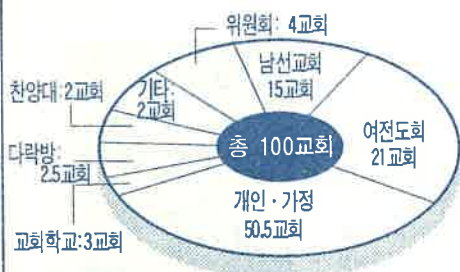 위원회: 4교회
남선교회
15교회
찬양대:2교회
기타:
2교회
여전도회
21교회
총 100교회
다락방:
2.5교회
개인·가정
50.5교회
교회학교:3교회